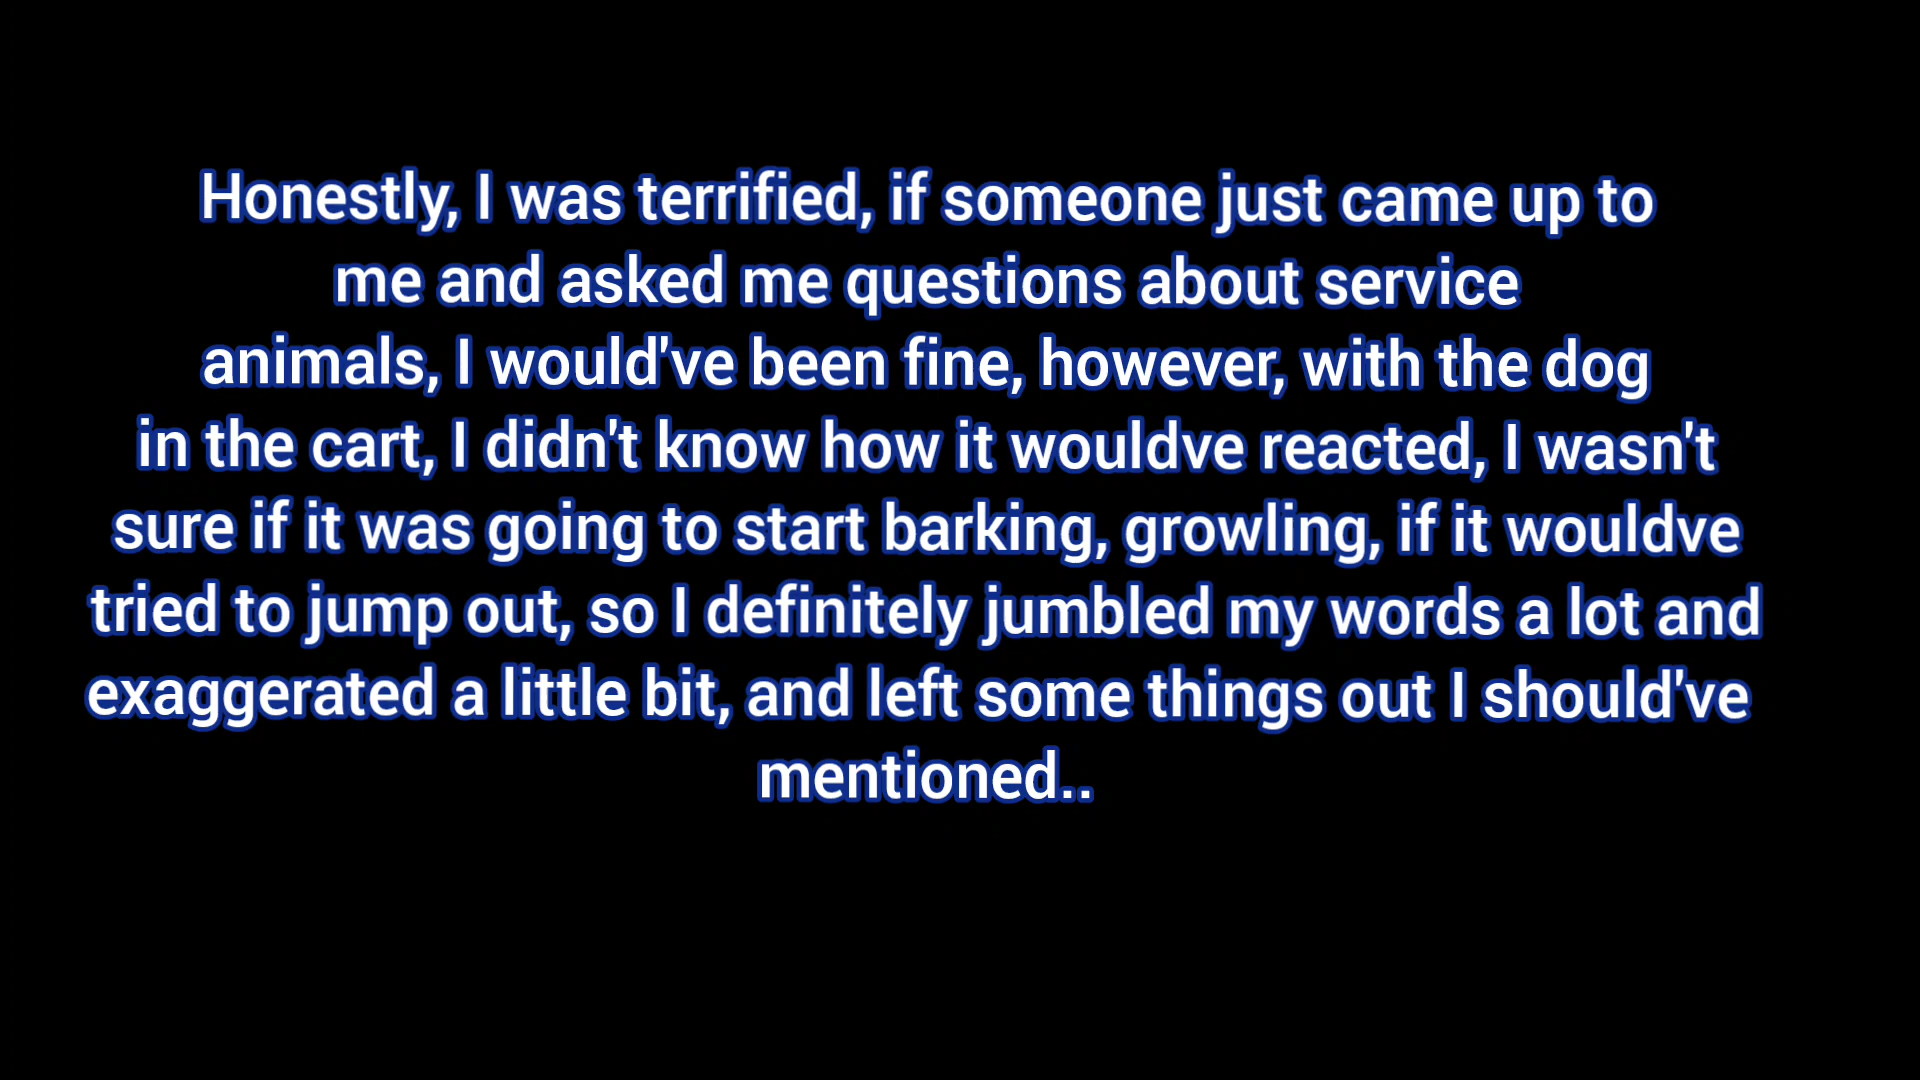 Honestly, I was terrified, if someone just came up to
me and asked me questions about service
animals, I would've been fine, however, with the dog
in the cart, I didn't know how it wouldve reacted, I wasn't
sure if it was going to start barking, growling, if it wouldve
tried to jump out, so I definitely jumbled my words a lot and
exaggerated a little bit, and left some things out I should've
mentioned..